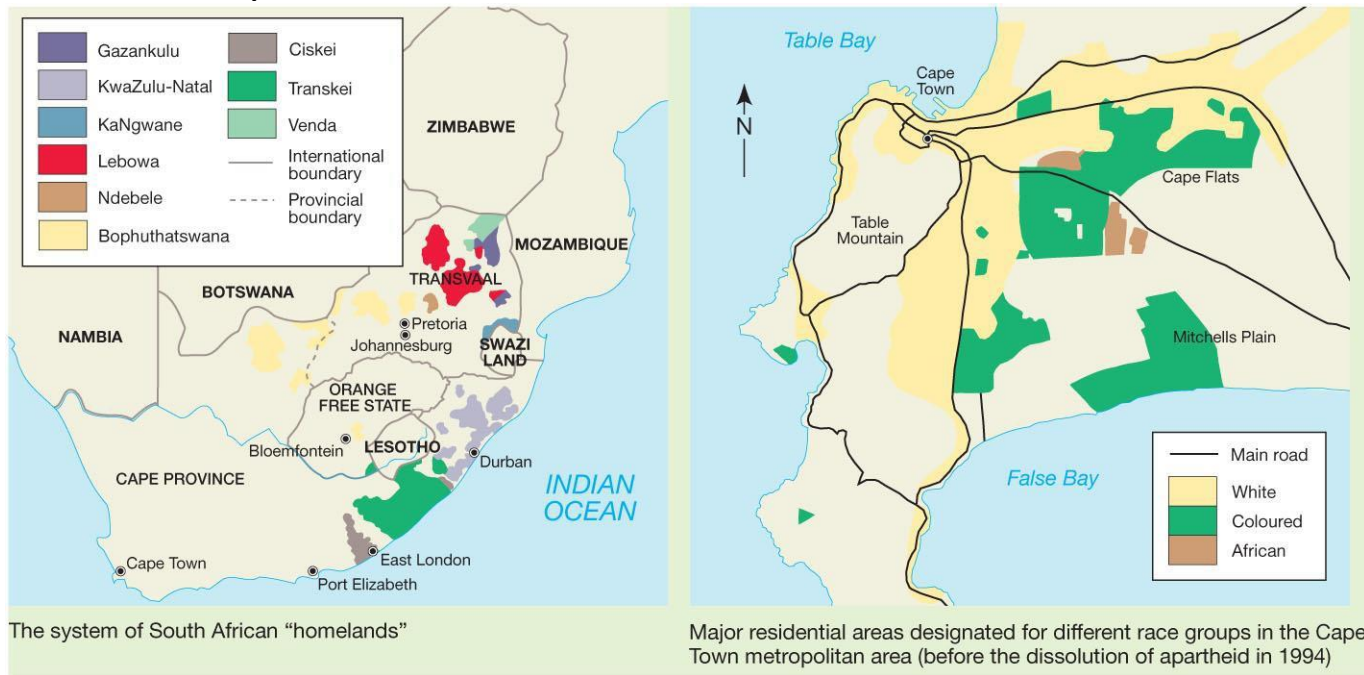 Gazankulu
KwaZulu-Natal
KaNgwane
Lebowa
Ndebele
Bophuthatswana
Ciskei
Transkei
Venda
International
boundary
Provincial
boundary
ZIMBABWE
MOZAMBIQUE
TRANSVAAL
BOTSWANA
NAMBIA
Pretoria
Johannesburg
SWAZI
LAND
ORANGE
FREE STATE
Bloemfontein
LESOTHO
Durban
CAPE PROVINCE
INDIAN
OCEAN
Cape Town
East London
Port Elizabeth
The system of South African “homelands”
Table Bay
Cape
Town
N
Cape Flats
Table
Mountain
Mitchells Plain
False Bay
Main road
White
Coloured
African
Major residential areas designated for different race groups in the Cape
Town metropolitan area (before the dissolution of apartheid in 1994)